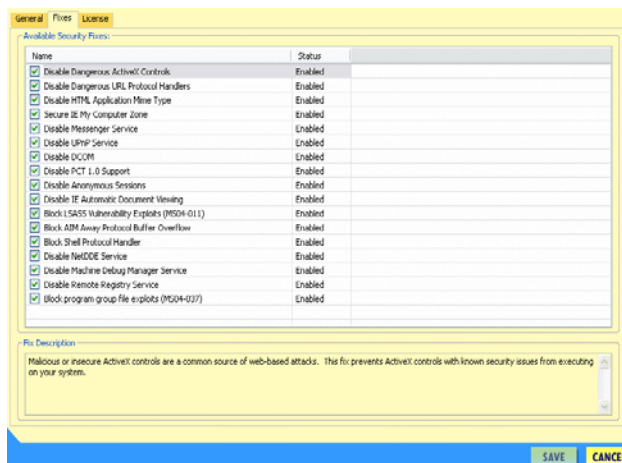 General Fixes License
Available Security Fixes:
Name Status
Disable Dangerous ActiveX Controls Enabled
Disable Dangerous URL Protocol Handlers Enabled
Disable HTML Application Mime Type Enabled
Secure IE My Computer Zone Enabled
Disable Messenger Service Enabled
Disable UPnP Service Enabled
Disable DCOM Enabled
Disable PCT 1.0 Support Enabled
Disable Anonymous Sessions Enabled
Disable IE Automatic Document Viewing Enabled
Block LSASS Vulnerability Exploits (MS04-011) Enabled
Block AIM Away Protocol Buffer Overflow Enabled
Block Shell Protocol Handler Enabled
Disable NetDDE Service Enabled
Disable Machine Debug Manager Service Enabled
Disable Remote Registry Service Enabled
Block program group file exploits (MS04-037) Enabled
Fix Description
Malicious or insecure ActiveX controls are a common source of web-based attacks. This fix prevents ActiveX controls with known security issues from executing
on your system.
SAVE CANCE